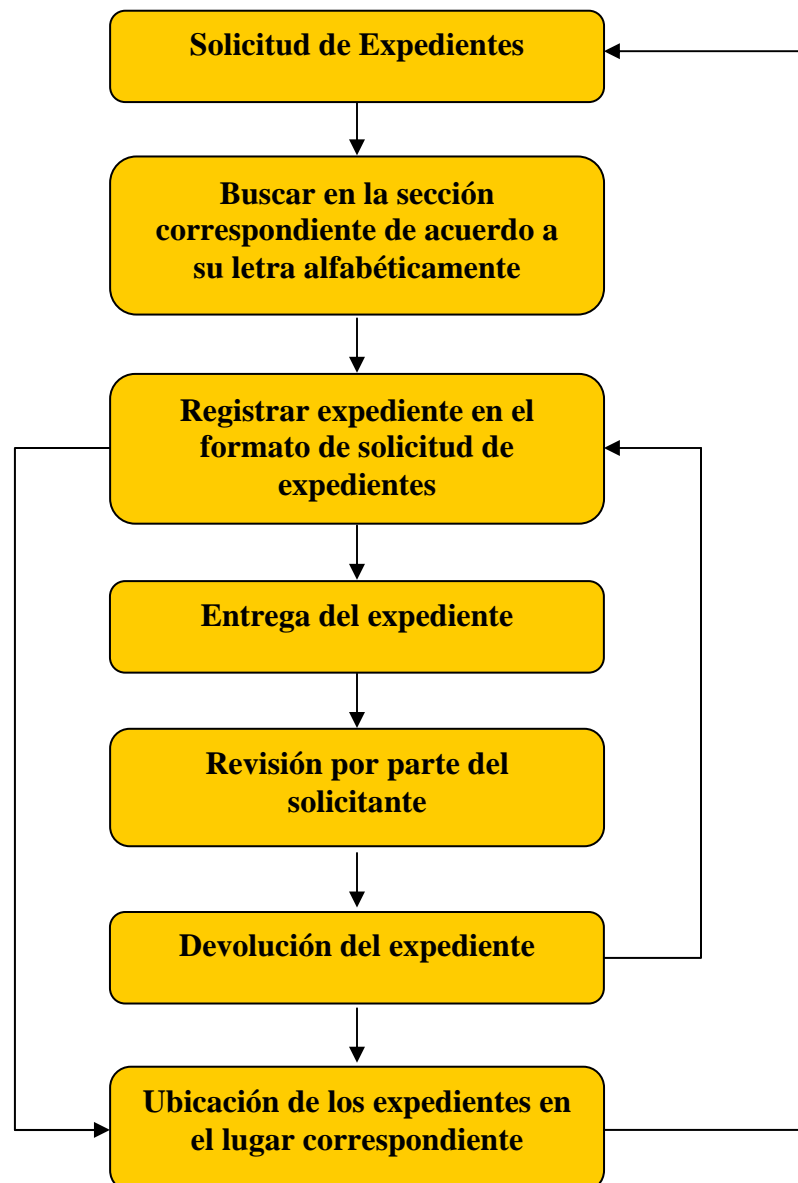 Solicitud de Expedientes
Buscar en la sección
correspondiente de acuerdo a
su letra alfabéticamente
Registrar expediente en el
formato de solicitud de
expedientes
Entrega del expediente
Revisión por parte del
solicitante
Devolución del expediente
Ubicación de los expedientes en
el lugar correspondiente